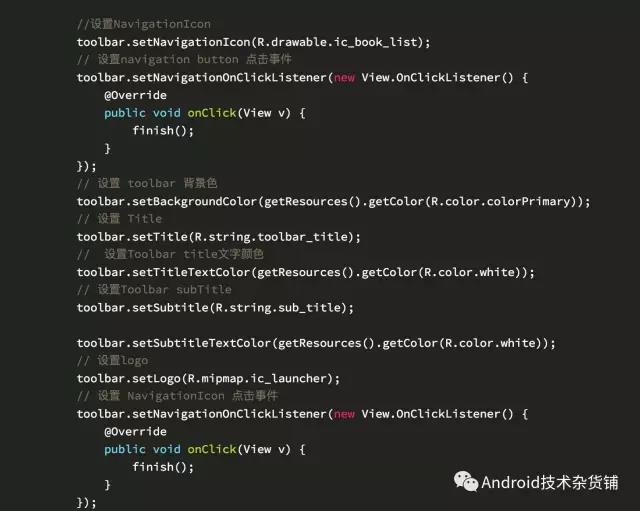 //设置NavigationIcon
toolbar.setNavigationIcon(R.drawable.ic_book_list);
// 设置navigation button 点击事件
toolbar.setNavigationOnClickListener(new View.OnClickListener() {
@Override
public void onClick(View v) {
finish();
}
});
// 设置 toolbar 背景色
toolbar.setBackgroundColor(getResources().getColor(R.color.colorPrimary));
// 设置 Title
toolbar.setTitle(R.string.toolbar_title);
//  设置Toolbar title文字颜色
toolbar.setTitleTextColor(getResources().getColor(R.color.white));
// 设置Toolbar subTitle
toolbar.setSubtitle(R.string.sub_title);
toolbar.setSubtitleTextColor(getResources().getColor(R.color.white));
// 设置logo
toolbar.setLogo(R.mipmap.ic_launcher);
// 设置 NavigationIcon 点击事件
toolbar.setNavigationOnClickListener(new View.OnClickListener() {
@Override
public void onClick(View v) {
finish();
}
});
Android技术杂货铺